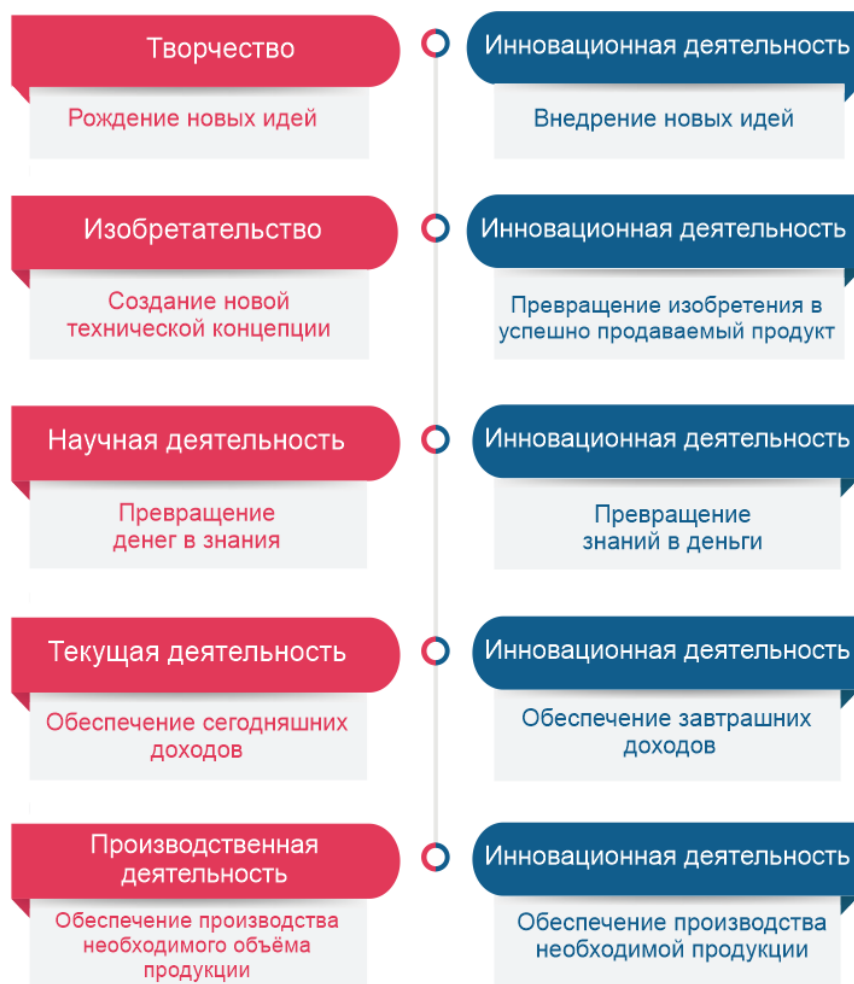 Творчество
Инновационная деятельность
Рождение новых идей
Внедрение новых идей
Изобретательство
Инновационная деятельность
Создание новой
технической концепции
Превращение изобретения в
успешно продаваемый продукт
Научная деятельность
Инновационная деятельность
Превращение
денег в знания
Превращение
знаний в деньги
Текущая деятельность
Инновационная деятельность
Обеспечение сегодняшних
доходов
Обеспечение завтрашних
доходов
Производственная
деятельность
Инновационная деятельность
Обеспечение производства
необходимого объёма
продукции
Обеспечение производства
необходимой продукции